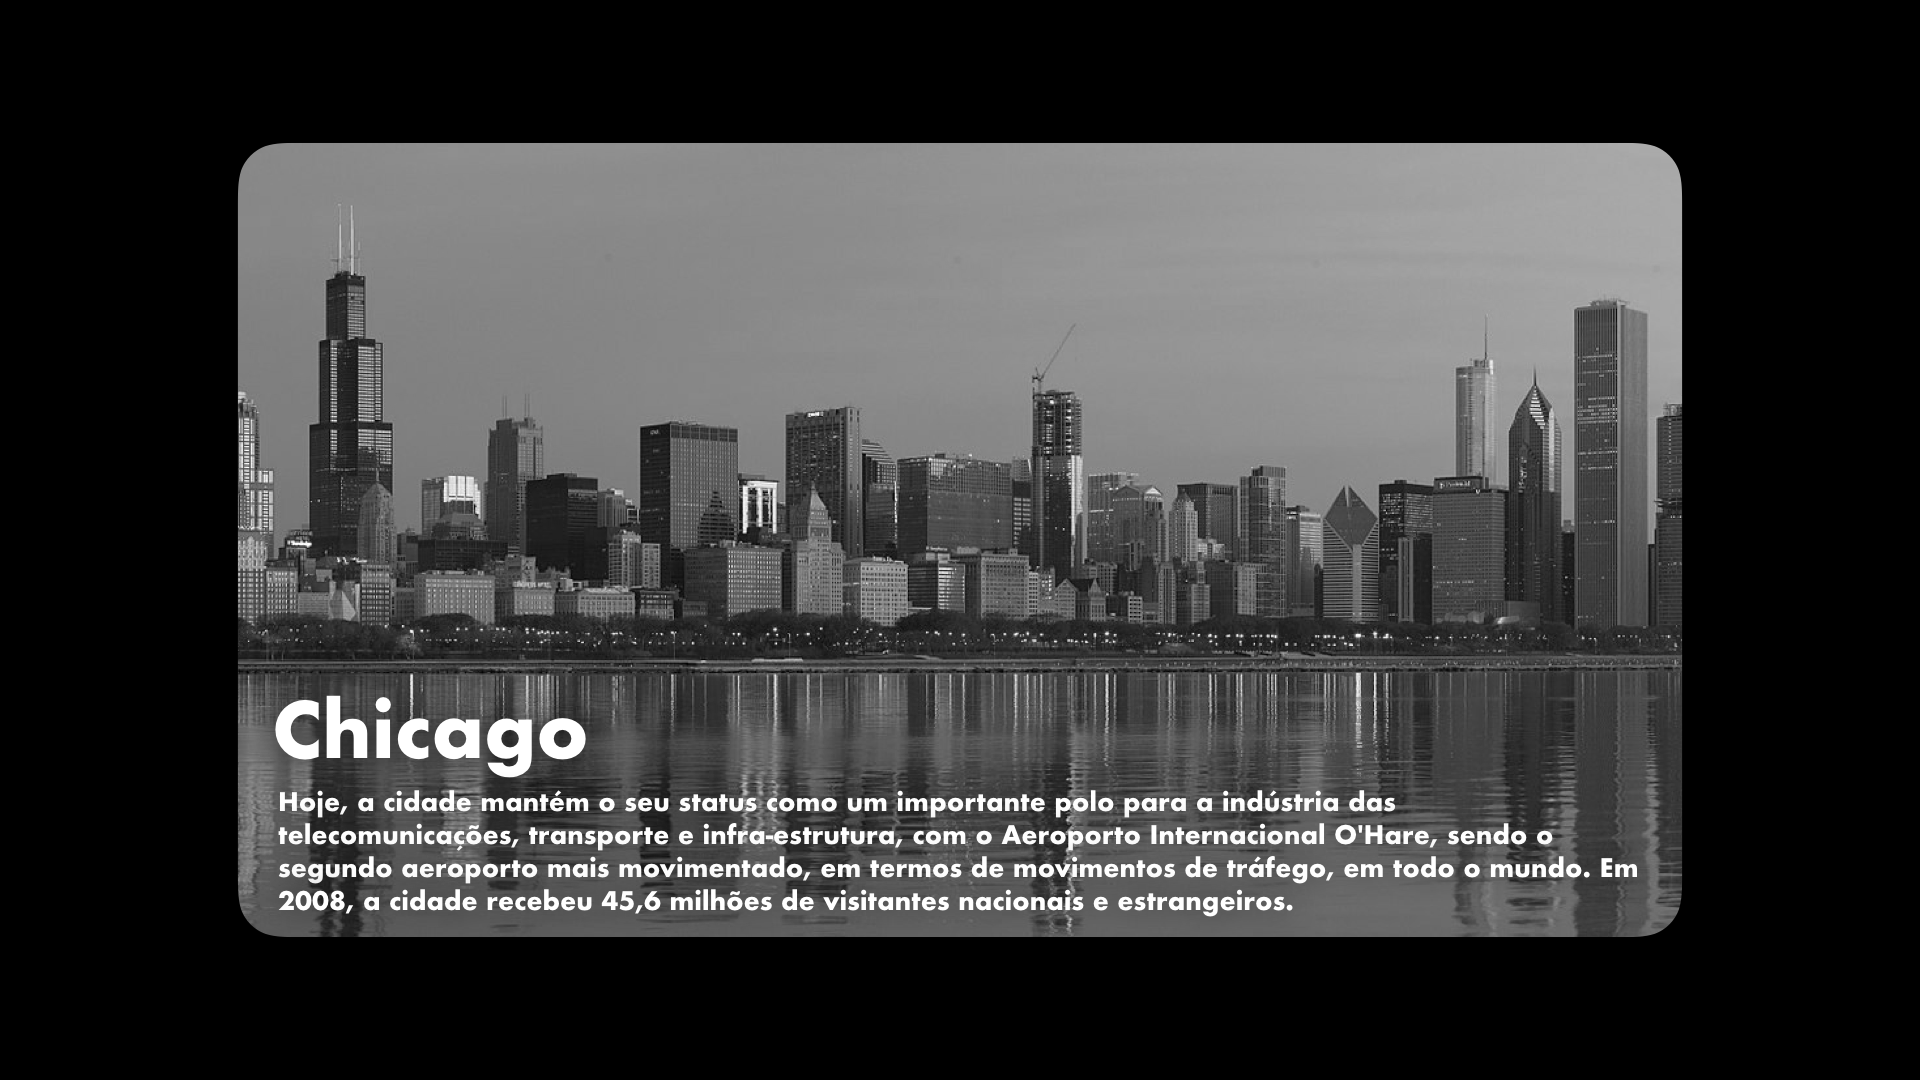 Chicago
Hoje, a cidade mantém o seu status como um importante polo para a indústria das
telecomunicações, transporte e infra-estrutura, com o Aeroporto Internacional O'Hare, sendo o
segundo aeroporto mais movimentado, em termos de movimentos de tráfego, em todo o mundo. Em
2008, a cidade recebeu 45,6 milhões de visitantes nacionais e estrangeiros.